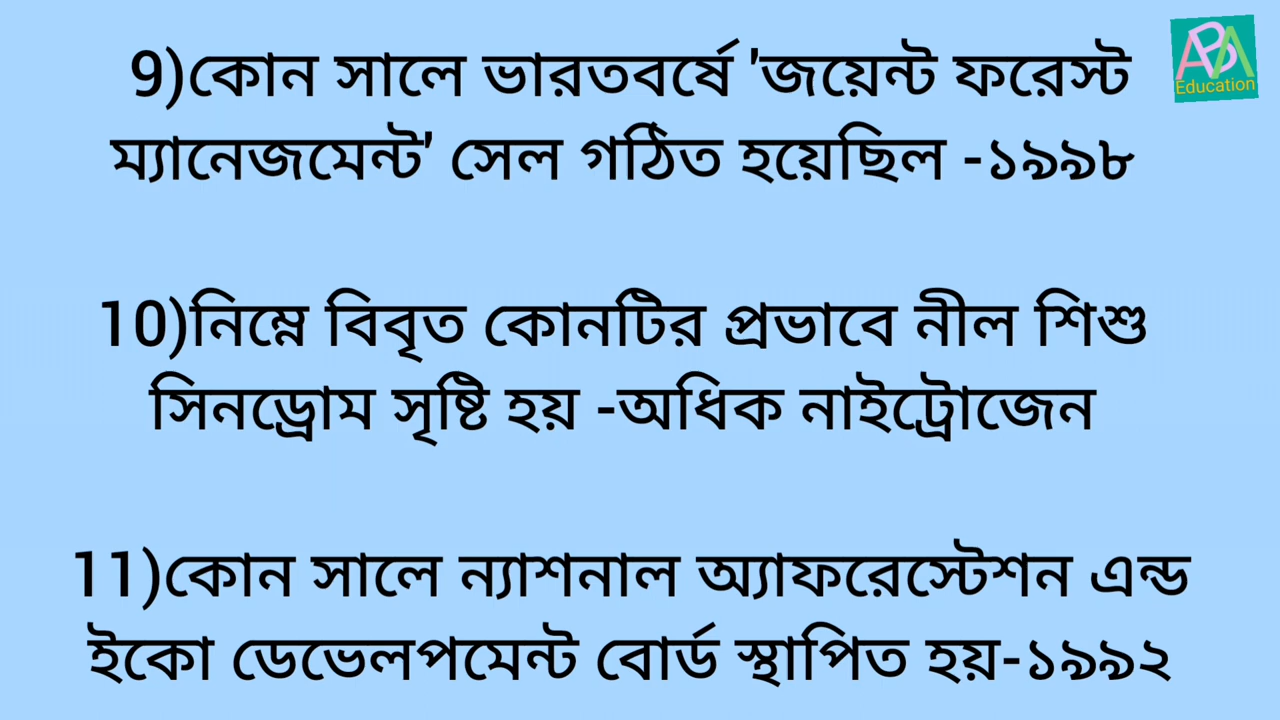 9)কোন সালে ভারতবর্ষে 'জয়েন্ট ফরেস্ট
ম্যানেজমেন্ট' সেল গঠিত হয়েছিল -১৯৯৮
10)নিম্নে বিবৃত কোনটির প্রভাবে নীল শিশু
সিনড্রোম সৃষ্টি হয় -অধিক নাইট্রোজেন
11)কোন সালে ন্যাশনাল অ্যাফরেস্টেশন এন্ড
ইকো ডেভেলপমেন্ট বোর্ড স্থাপিত হয়-১৯৯২
APA
Education